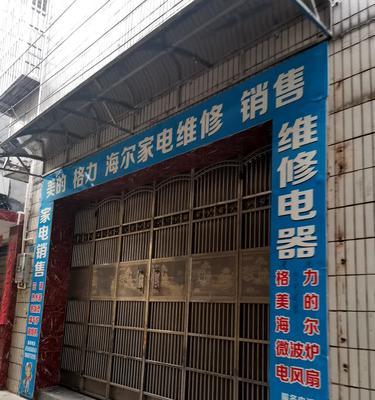 美的 格力 海尔家电维修 销售
家电销售
维修电器
格力
美的
海尔
微波炉
电风扇